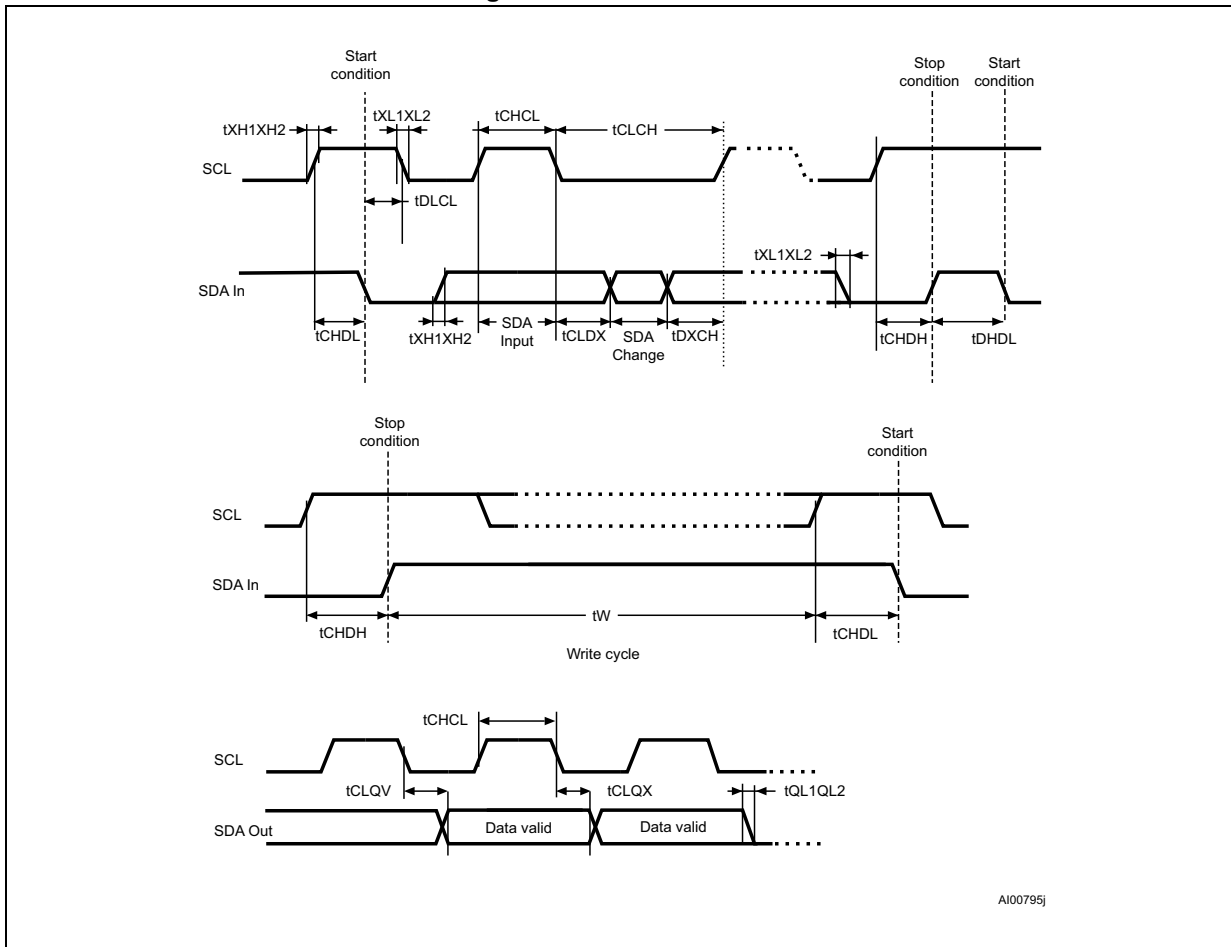 Start
condition
Stop
condition
Start
condition
tXH1XH2
tXL1XL2
tCHCL
tCLCH
SCL
tDLCL
tXL1XL2
SDA In
tCHDL
tXH1XH2
SDA
Input
tCLDX
SDA
Change
tDXCH
tCHDH
tDHDL
Stop
condition
Start
condition
SCL
SDA In
tCHDH
tW
tCHDL
Write cycle
tCHCL
SCL
tCLQV
tCLQX
tQL1QL2
SDA Out
Data valid
Data valid
AI00795j